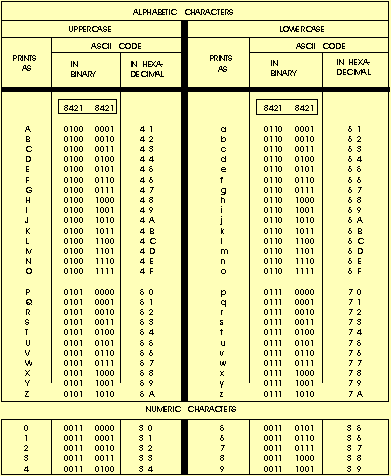 ALPHABETIC CHARACTERS
UPPERCASE LOWERCASE
PRINTS AS ASCII CODE PRINTS AS ASCII CODE
IN BINARY IN HEXA-DECIMAL IN BINARY IN HEXA-DECIMAL
8421 8421 8421 8421
A 0100 0001 4 1 a 0110 0001 6 1
B 0100 0010 4 2 b 0110 0010 6 2
C 0100 0011 4 3 c 0110 0011 6 3
D 0100 0100 4 4 d 0110 0100 6 4
E 0100 0101 4 5 e 0110 0101 6 5
F 0100 0110 4 6 f 0110 0110 6 6
G 0100 0111 4 7 g 0110 0111 6 7
H 0100 1000 4 8 h 0110 1000 6 8
I 0100 1001 4 9 i 0110 1001 6 9
J 0100 1010 4 A j 0110 1010 6 A
K 0100 1011 4 B k 0110 1011 6 B
L 0100 1100 4 C l 0110 1100 6 C
M 0100 1101 4 D m 0110 1101 6 D
N 0100 1110 4 E n 0110 1110 6 E
O 0100 1111 4 F o 0110 1111 6 F
P 0101 0000 5 0 p 0111 0000 7 0
Q 0101 0001 5 1 q 0111 0001 7 1
R 0101 0010 5 2 r 0111 0010 7 2
S 0101 0011 5 3 s 0111 0011 7 3
T 0101 0100 5 4 t 0111 0100 7 4
U 0101 0101 5 5 u 0111 0101 7 5
V 0101 0110 5 6 v 0111 0110 7 6
W 0101 0111 5 7 w 0111 0111 7 7
X 0101 1000 5 8 x 0111 1000 7 8
Y 0101 1001 5 9 y 0111 1001 7 9
Z 0101 1010 5 A z 0111 1010 7 A
NUMERIC CHARACTERS
0 0011 0000 3 0 5 0011 0101 3 5
1 0011 0001 3 1 6 0011 0110 3 6
2 0011 0010 3 2 7 0011 0111 3 7
3 0011 0011 3 3 8 0011 1000 3 8
4 0011 0100 3 4 9 0011 1001 3 9